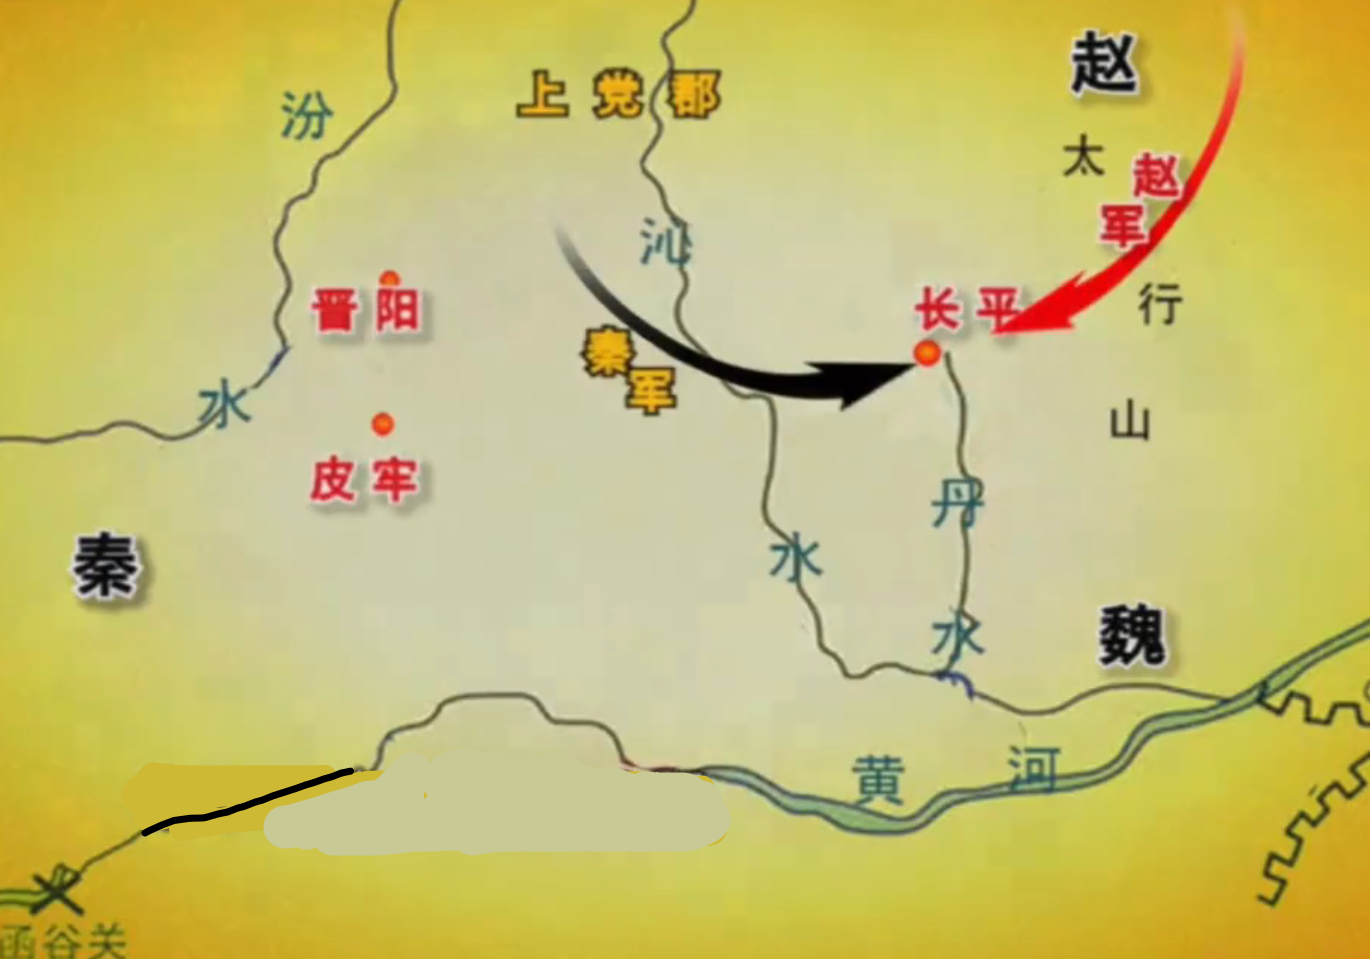 赵
上党郡
汾
太
赵军
沁
行
晋阳
长平
秦军
水
山
皮牢
丹
水
秦
水
魏
黄河
函谷关